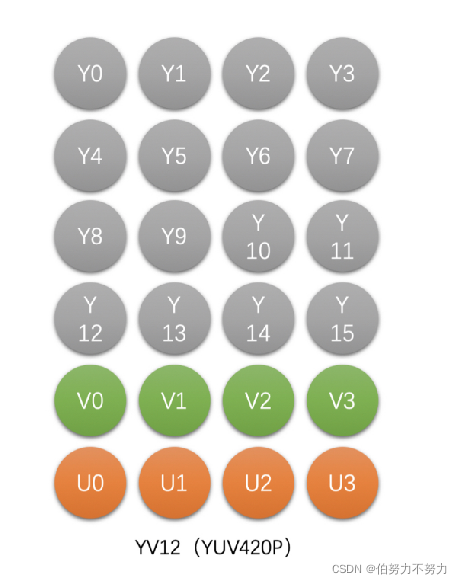 Y0 Y1 Y2 Y3
Y4 Y5 Y6 Y7
Y8 Y9 Y 10 Y 11
Y 12 Y 13 Y 14 Y 15
V0 V1 V2 V3
U0 U1 U2 U3
YV12（YUV420P）
CSDN @伯努力不努力